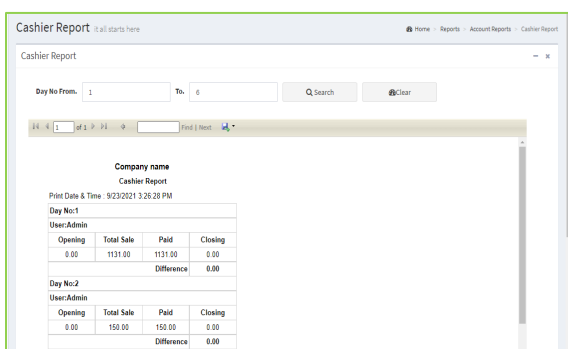 Cashier Report it all starts here
Home > Reports > Account Reports > Cashier Report
Cashier Report
Day No From. 1 To. 6 Search Clear
1 of 1 Find | Next
Company name
Cashier Report
Print Date & Time : 9/23/2021 3:26:28 PM
Day No:1
User:Admin
Opening Total Sale Paid Closing
0.00 1131.00 1131.00 0.00
Difference 0.00
Day No:2
User:Admin
Opening Total Sale Paid Closing
0.00 150.00 150.00 0.00
Difference 0.00